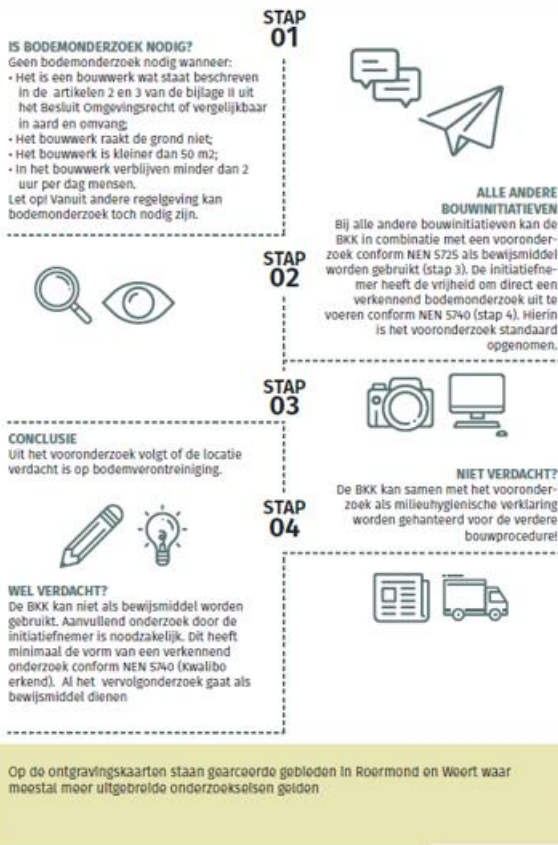 STAP
01
IS BODEMONDERZOEK NODIG?
Geen bodemonderzoek nodig wanneer:
• Het is een bouwwerk wat staat beschreven
in de artikelen 2 en 3 van de bijlage II uit
het Besluit Omgevingsrecht of vergelijkbaar
in aard en omvang;
• Het bouwwerk raakt de grond niet;
• Het bouwwerk is kleiner dan 50 m2;
• In het bouwwerk verblijven minder dan 2
uur per dag mensen.
Let op! Vanuit andere regelgeving kan
bodemonderzoek toch nodig zijn.
STAP
02
ALLE ANDERE
BOUWINITIATIEVEN
Bij alle andere bouwinitiatieven kan de
BKK in combinatie met een vooronder-
zoek conform NEN 5725 als bewijsmiddel
worden gebruikt (stap 3). De initiatiefne-
mer heeft de vrijheid om direct een
verkennend bodemonderzoek uit te
voeren conform NEN 5740 (stap 4). Hierin
is het vooronderzoek standaard
opgenomen.
STAP
03
CONCLUSIE
Uit het vooronderzoek volgt of de locatie
verdacht is op bodemverontreiniging.
NIET VERDACHT?
De BKK kan samen met het vooronder-
zoek als milieuhygienische verklaring
worden gehanteerd voor de verdere
bouwprocedure!
STAP
04
WEL VERDACHT?
De BKK kan niet als bewijsmiddel worden
gebruikt. Aanvullend onderzoek door de
initiatiefnemer is noodzakelijk. Dit heeft
minimaal de vorm van een verkennend
onderzoek conform NEN 5740 (Kwalibo
erkend). Al het vervolgonderzoek gaat als
bewijsmiddel dienen
Op de ontgravingskaarten staan gearceerde gebieden in Roermond en Weert waar
meestal meer uitgebreide onderzoekseisen gelden